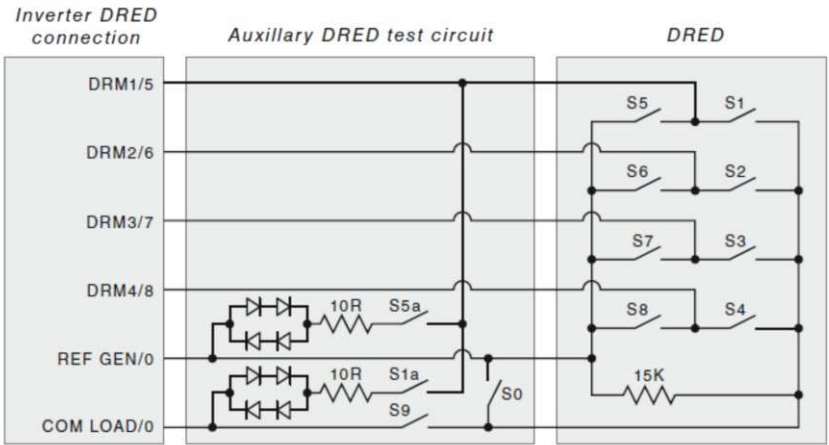 Inverter DRED
connection
Auxillary DRED test circuit
DRED
DRM1/5
S5
S1
DRM2/6
S6
S2
DRM3/7
S7
S3
DRM4/8
S8
S4
10R
S5a
REF GEN/0
10R
S1a
S0
15K
S9
COM LOAD/0